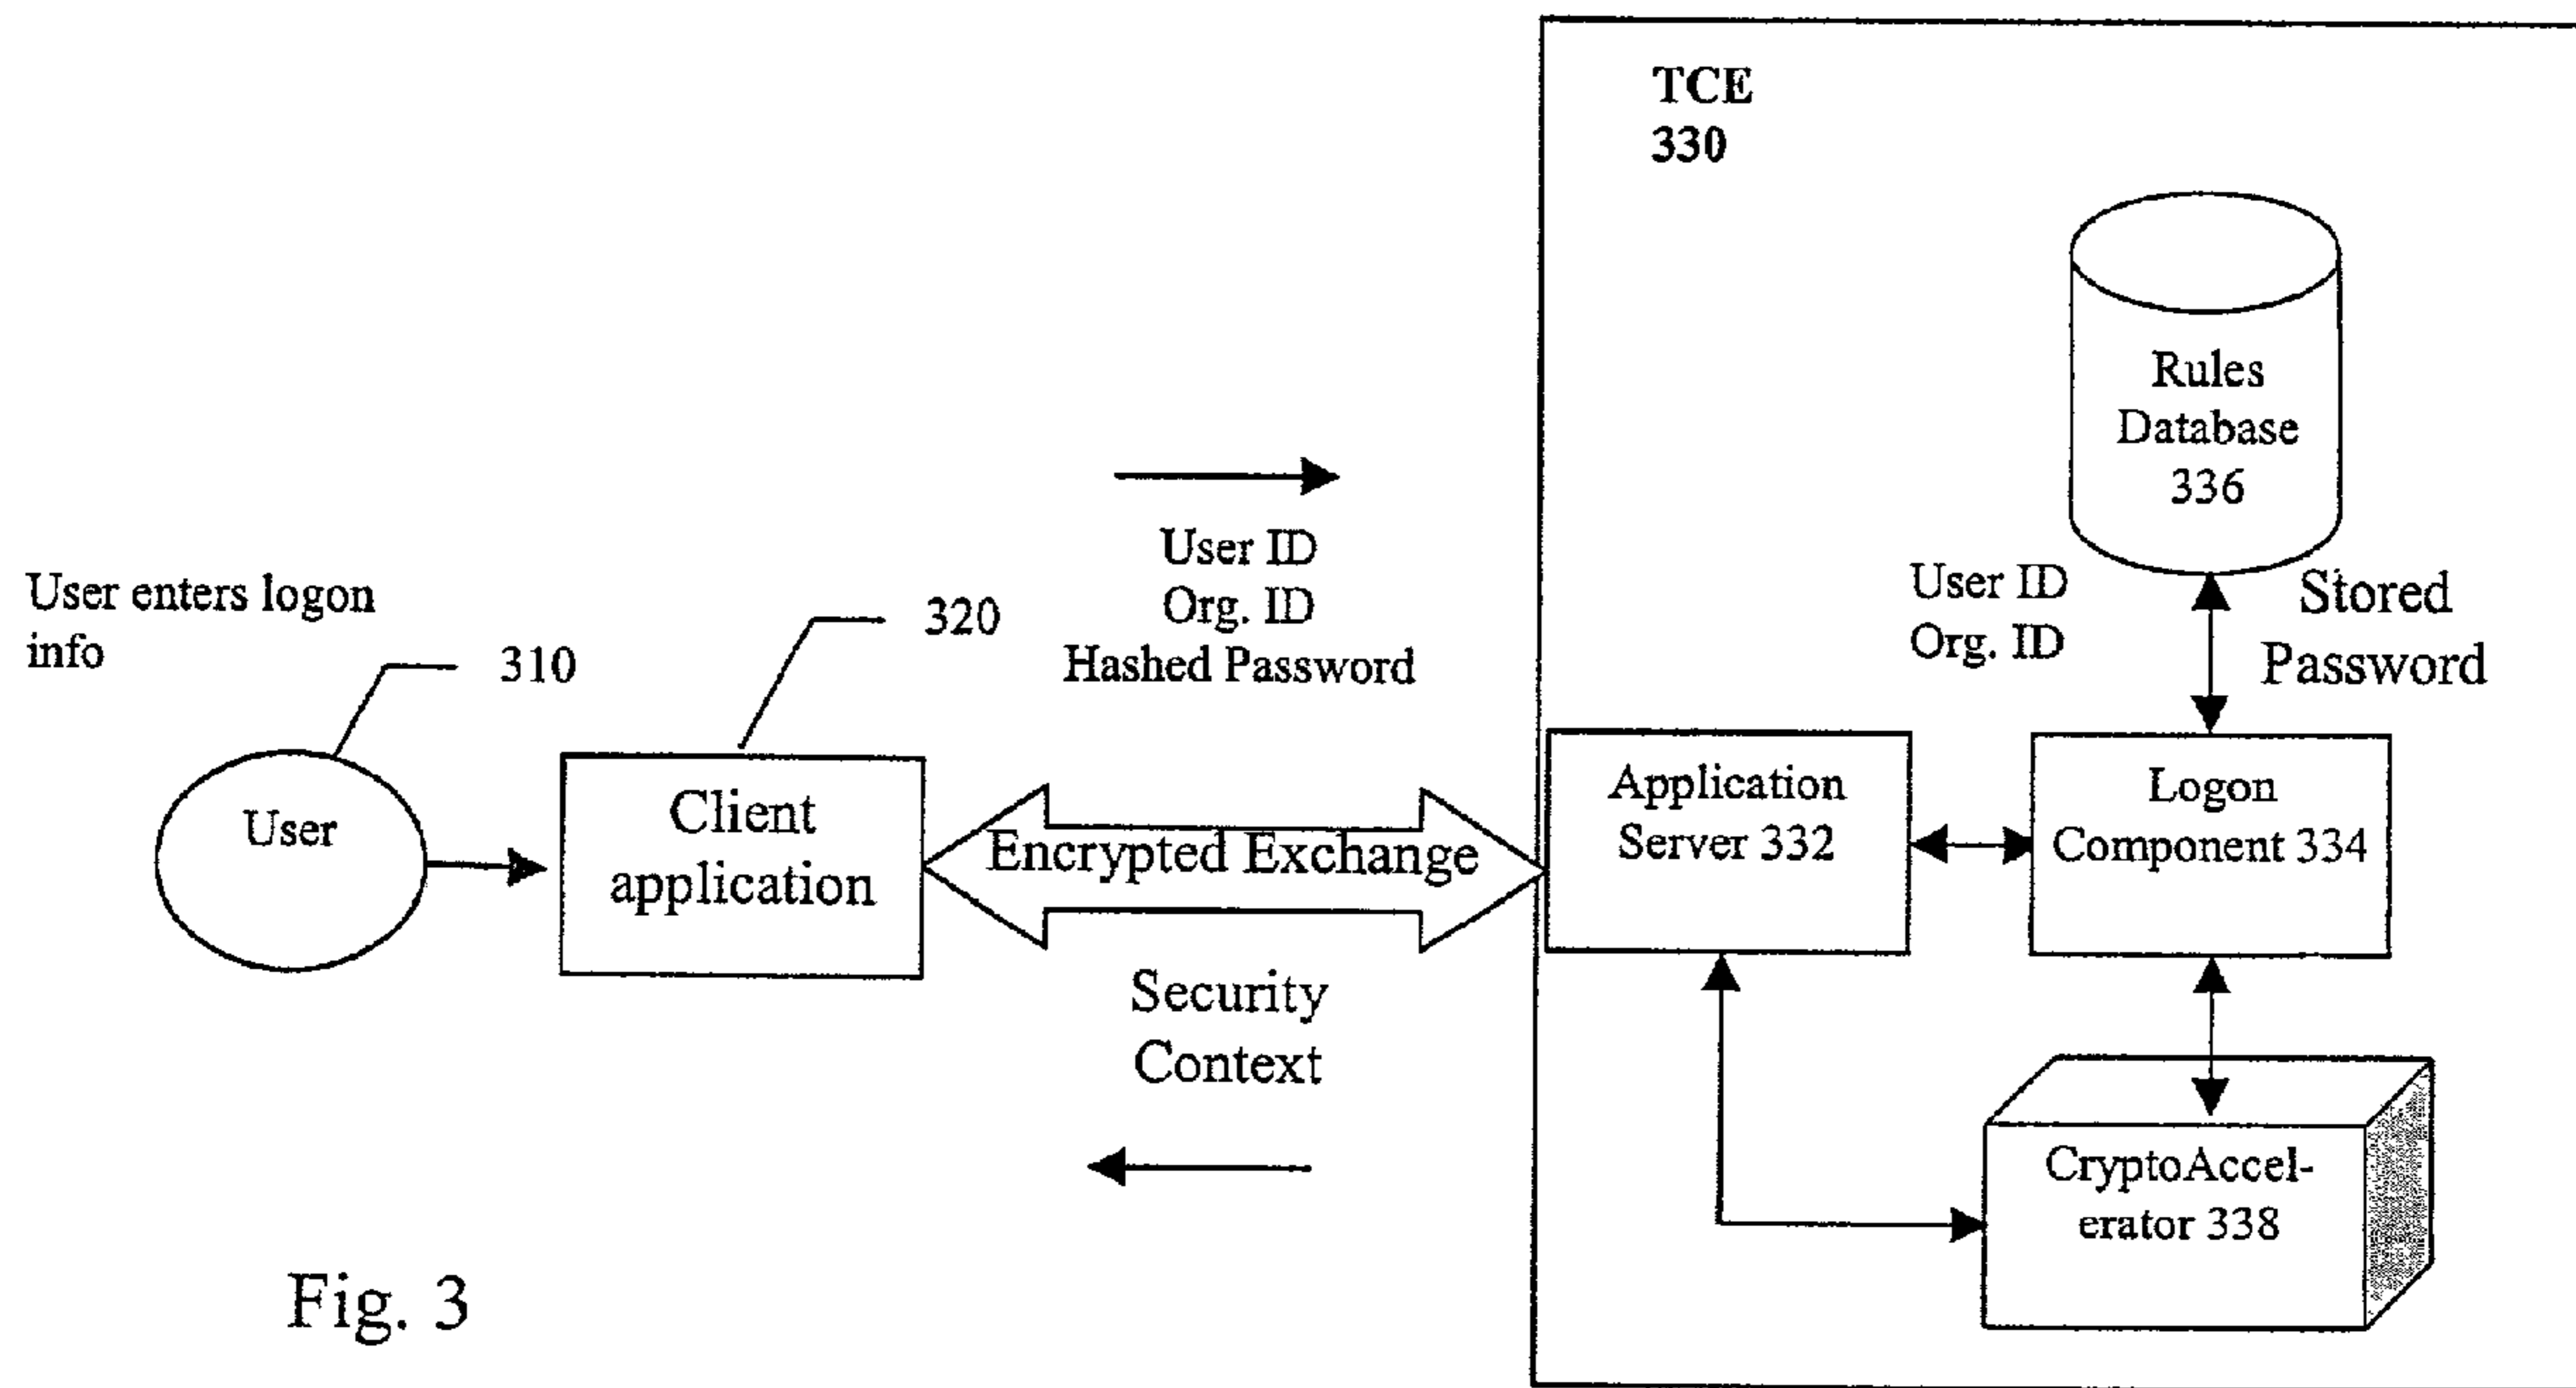 TCE
330
Rules
Database
336
User ID
Org. ID
Hashed Password
User enters logon
info
310
320
User ID
Org. ID
Stored
Password
User
Client
application
Encrypted Exchange
Application
Server 332
Logon
Component 334
Security
Context
CryptoAccel-
erator 338
Fig. 3